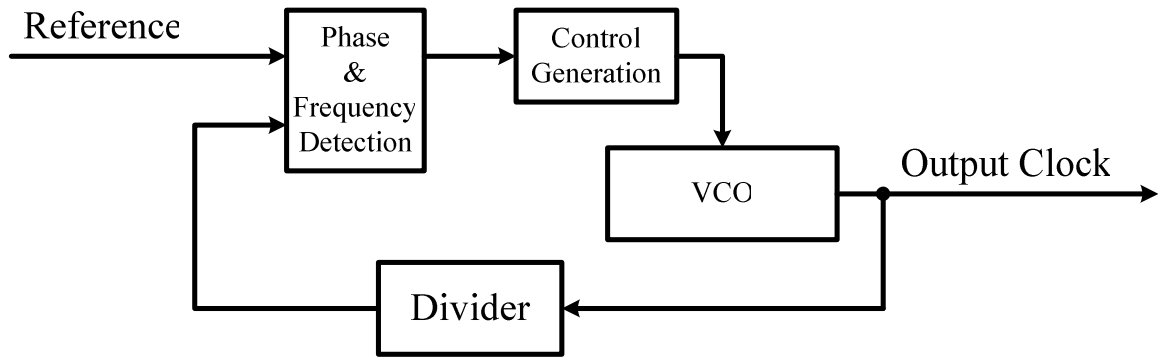 Reference
Phase
&
Frequency
Detection
Control
Generation
VCO
Output Clock
Divider